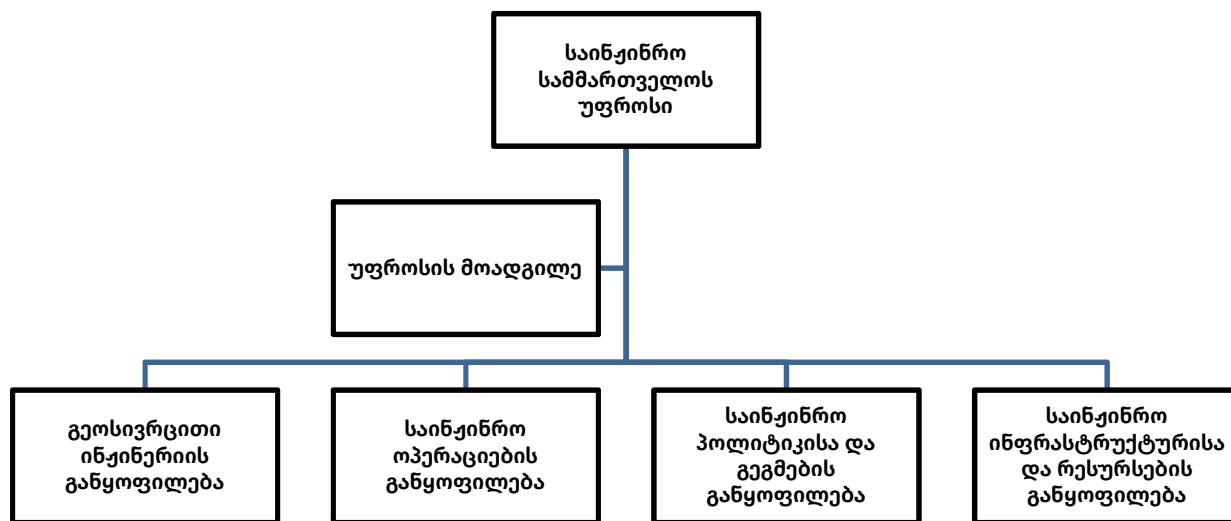 საინჟინრო
სამმართველოს
უფროსი
უფროსის მოადგილე
გეოსივრცითი
ინჟინერიის
განყოფილება
საინჟინრო
ოპერაციების
განყოფილება
საინჟინრო
პოლიტიკისა და
გეგმების
განყოფილება
საინჟინრო
ინფრასტრუქტურისა
და რესურსების
განყოფილება